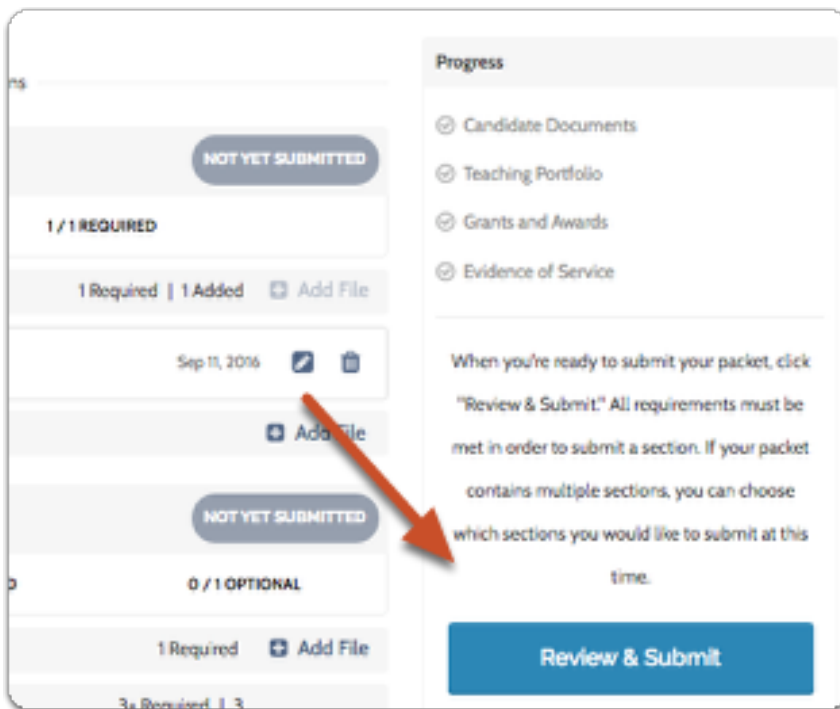 ns
NOT YET SUBMITTED
1 / 1 REQUIRED
1 Required | 1 Added Add File
Sep 11, 2016
Add File
NOT YET SUBMITTED
0 / 1 OPTIONAL
1 Required Add File
3+ Required | 3
Progress
Candidate Documents
Teaching Portfolio
Grants and Awards
Evidence of Service
When you're ready to submit your packet, click
"Review & Submit." All requirements must be
met in order to submit a section. If your packet
contains multiple sections, you can choose
which sections you would like to submit at this
time.
Review & Submit